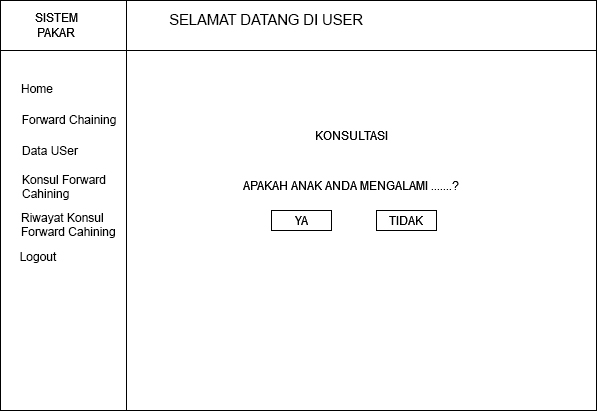 SISTEM
PAKAR
SELAMAT DATANG DI USER
Home
Forward Chaining
Data USer
Konsul Forward
Cahining
Riwayat Konsul
Forward Cahining
Logout
KONSULTASI
APAKAH ANAK ANDA MENGALAMI .......?
YA
TIDAK